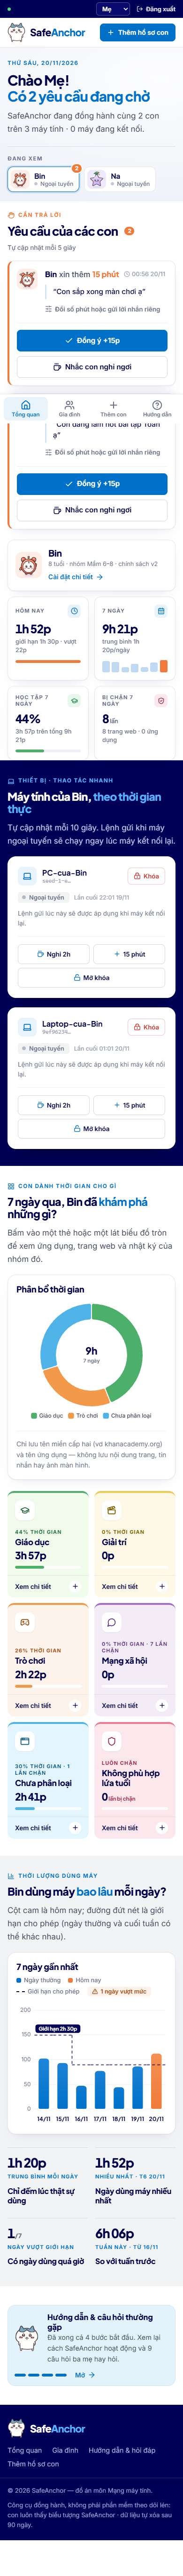 Mẹ
Đăng xuất
SafeAnchor
Thêm hồ sơ con
THỨ SÁU, 20/11/2026
Chào Mẹ!
Có 2 yêu cầu đang chờ
SafeAnchor đang đồng hành cùng 2 con
trên 3 máy tính · 0 máy đang kết nối.
ĐANG XEM
Bin
Ngoại tuyến
2
Na
Ngoại tuyến
CẦN TRẢ LỜI
Yêu cầu của các con 2
Tự cập nhật mỗi 5 giây
Bin xin thêm 15 phút
00:56 20/11
“Con sắp xong màn chơi ạ”
Đổi số phút hoặc gửi lời nhắn riêng
Đồng ý +15p
Nhắc con nghỉ ngơi
Tổng quan
Gia đình
Thêm con
Hướng dẫn
“Con đang làm nốt bài tập Toán
ạ”
Đổi số phút hoặc gửi lời nhắn riêng
Đồng ý +15p
Nhắc con nghỉ ngơi
Bin
8 tuổi · nhóm Mầm 6–8 · chính sách v2
Cài đặt chi tiết
HÔM NAY
1h 52p
giới hạn 1h 30p · vượt
22p
7 NGÀY
9h 21p
trung bình 1h
20p/ngày
HỌC TẬP 7
NGÀY
44%
3h 57p trên tổng 9h
21p
BỊ CHẶN 7
NGÀY
8 lần
8 trang web · 0 ứng
dụng
THIẾT BỊ · THAO TÁC NHANH
Máy tính của Bin, theo thời gian
thực
Tự cập nhật mỗi 10 giây. Lệnh gửi khi máy
ngoại tuyến sẽ chạy ngay lúc máy kết nối lại.
PC-cua-Bin
seed-1-a…
Khóa
Ngoại tuyến
Lần cuối 22:01 19/11
Lệnh gửi lúc này sẽ được áp dụng khi máy kết nối
lại.
Nghỉ 2h
15 phút
Mở khóa
Laptop-cua-Bin
Khóa
Ngoại tuyến
Lần cuối 01:01 20/11
Lệnh gửi lúc này sẽ được áp dụng khi máy kết nối
lại.
Nghỉ 2h
15 phút
Mở khóa
CON DÀNH THỜI GIAN CHO GÌ
7 ngày qua, Bin đã khám phá
những gì?
Bấm vào một thẻ hoặc một lát biểu đồ tròn
để xem ứng dụng, trang web và nhật ký của
nhóm đó.
Phân bổ thời gian
9h
7 ngày
Giáo dục
Trò chơi
Chưa phân loại
Chỉ lưu tên miền cấp hai (vd khanacademy.org)
và tên ứng dụng — không lưu nội dung trang, tin
nhắn hay ảnh màn hình.
44% THỜI GIAN
Giáo dục
3h 57p
Xem chi tiết
0% THỜI GIAN
Giải trí
0p
Xem chi tiết
26% THỜI GIAN
Trò chơi
2h 22p
Xem chi tiết
0% THỜI GIAN · 7 LẦN
CHẶN
Mạng xã hội
0p
Xem chi tiết
30% THỜI GIAN · 1
LẦN CHẶN
Chưa phân loại
2h 41p
Xem chi tiết
LUÔN CHẶN
Không phù hợp
lứa tuổi
0 lần bị chặn
Xem chi tiết
THỜI LƯỢNG DÙNG MÁY
Bin dùng máy bao lâu mỗi ngày?
Cột cam là hôm nay; đường đứt nét là giới
hạn của chính ngày đó (ngày thường và cuối tuần có
thể khác nhau).
7 ngày gần nhất
Ngày thường
Hôm nay
Giới hạn cho phép
1 ngày vượt mức
200
Giới hạn 2h 30p
150
100
50
0
14/11 15/11 16/11 17/11 18/11 19/11 20/11
1h 20p
TRUNG BÌNH MỖI NGÀY
Chỉ đếm lúc thật sự
dùng
1h 52p
NHIỀU NHẤT · T6 20/11
Ngày dùng máy nhiều
nhất
1/7
NGÀY VƯỢT GIỚI HẠN
Có ngày dùng quá giờ
6h 06p
TUẦN NÀY · TỪ 16/11
So với tuần trước
Hướng dẫn & câu hỏi thường
gặp
Đã xong cả 4 bước bắt đầu. Xem lại
cách SafeAnchor hoạt động và 9
câu hỏi ba mẹ hay hỏi.
Mở
SafeAnchor
Tổng quan
Gia đình
Hướng dẫn & hỏi đáp
Thêm hồ sơ con
© 2026 SafeAnchor — đồ án môn Mạng máy tính.
Công cụ đồng hành, không phải phần mềm theo dõi lén:
con luôn thấy biểu tượng SafeAnchor · dữ liệu tự xóa sau
90 ngày.